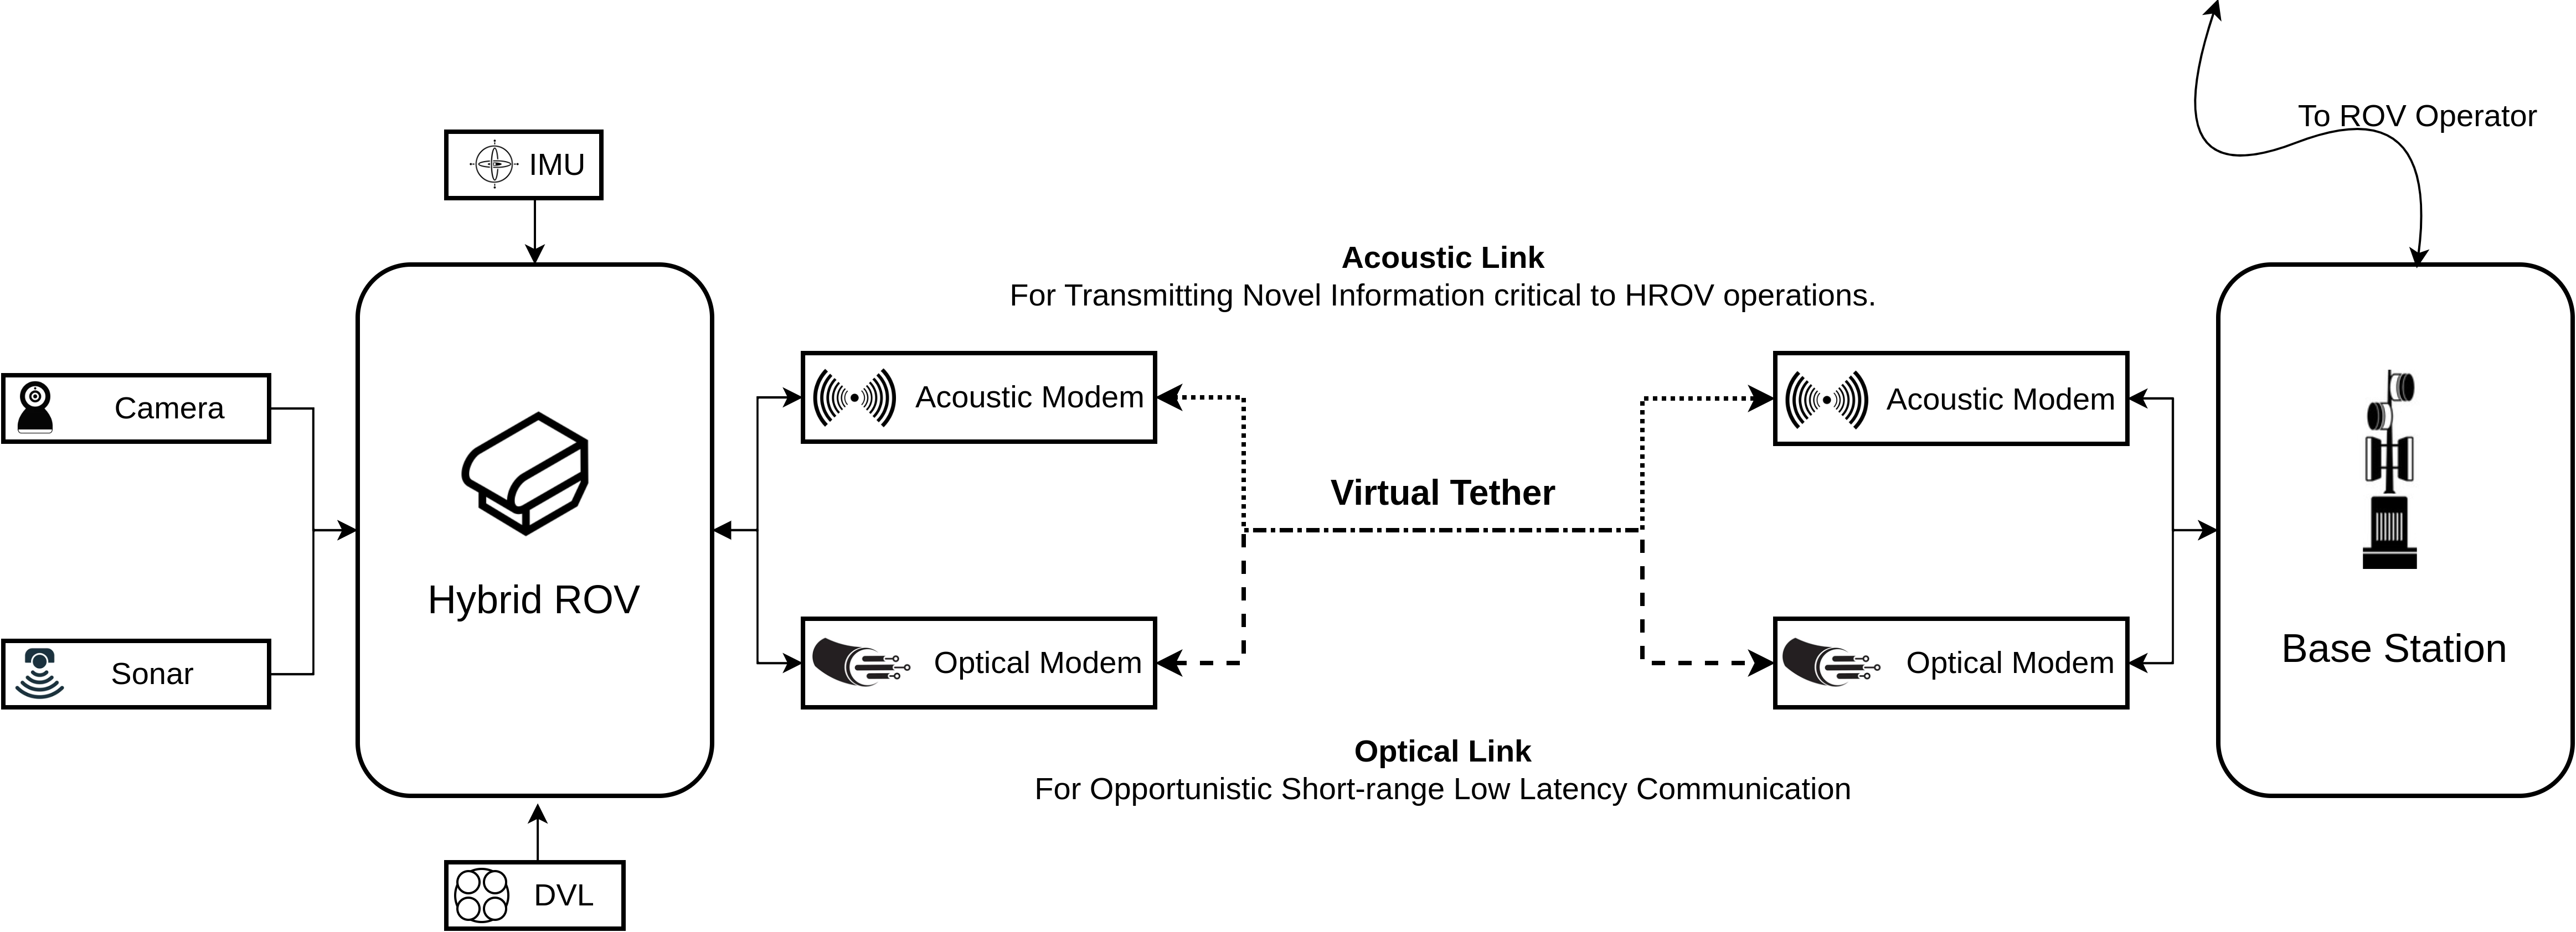 To ROV Operator
IMU
Acoustic Link
For Transmitting Novel Information critical to HROV operations.
Camera
Acoustic Modem
Acoustic Modem
Virtual Tether
Hybrid ROV
Base Station
Sonar
Optical Modem
Optical Modem
Optical Link
For Opportunistic Short-range Low Latency Communication
DVL